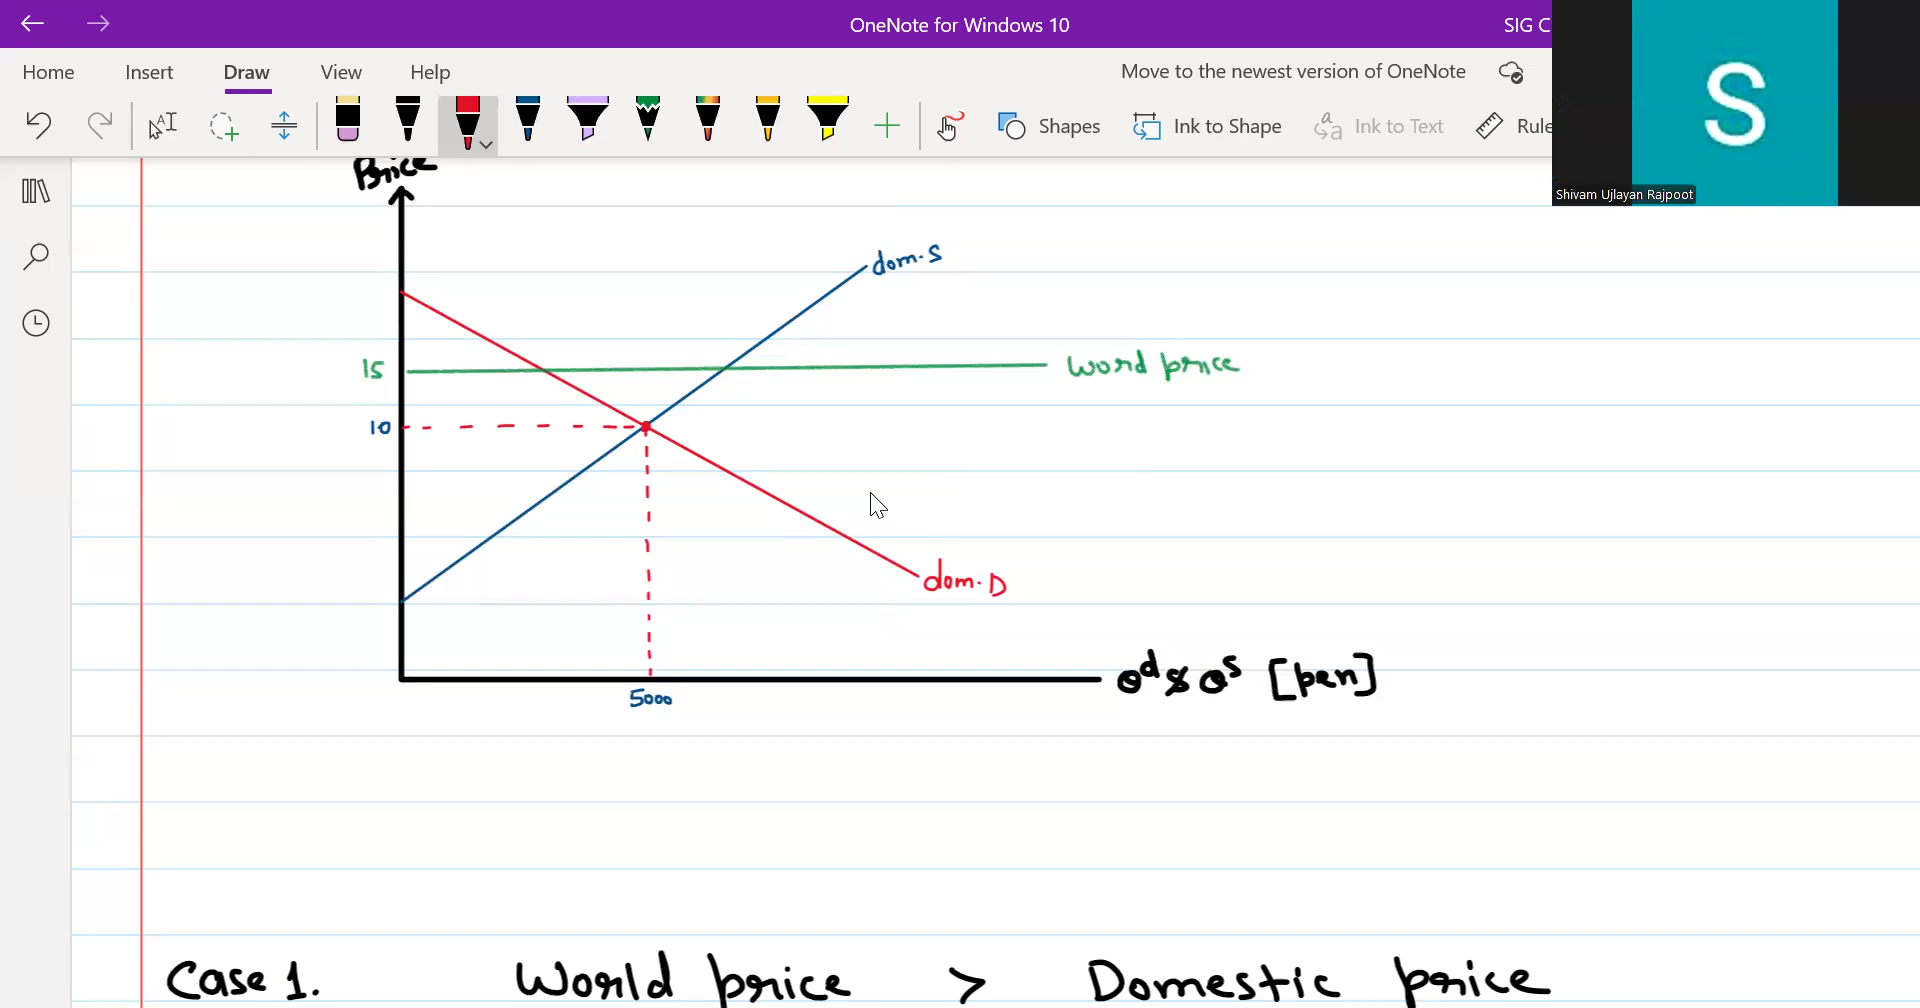 OneNote for Windows 10
SIG C
Home Insert Draw View Help Move to the newest version of OneNote
Shapes Ink to Shape Ink to Text Rule
S
Shivam Ujlayan Rajpoot
Price
dom.S
15
word price
10
dom.D
Qd & Qs [pen]
5000
Case 1. World price > Domestic price